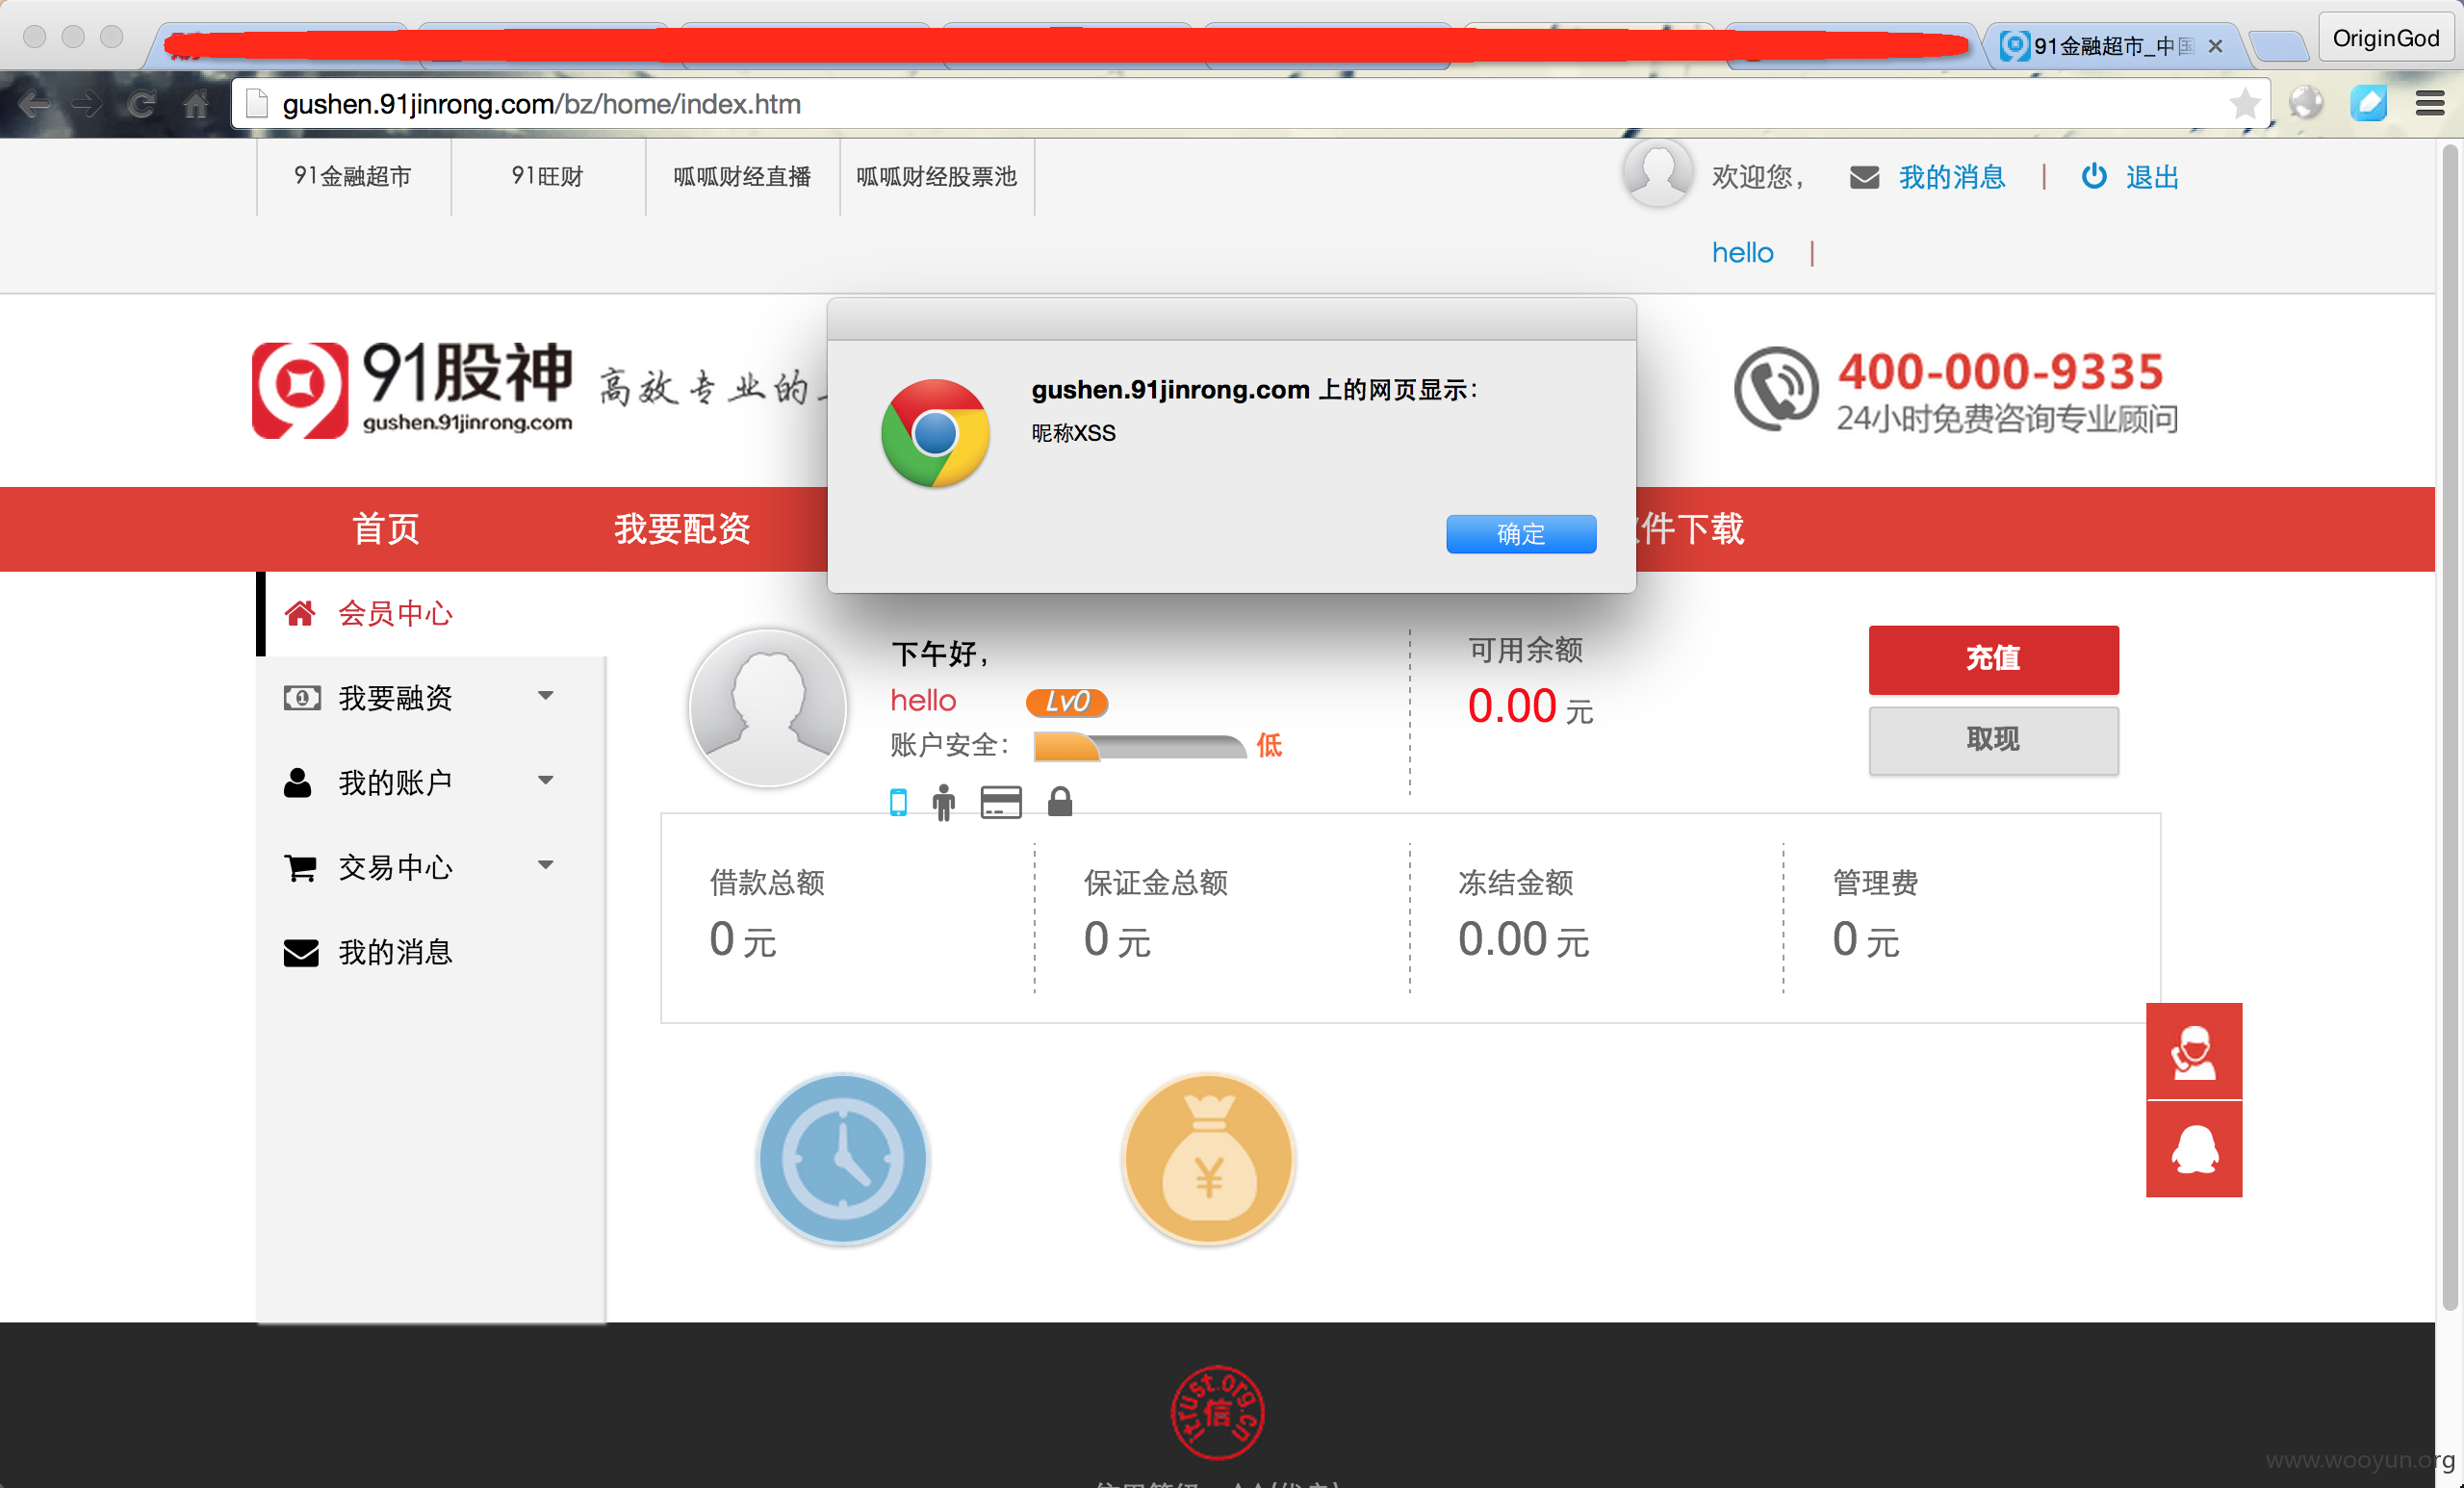 91金融超市_中国
OriginGod
gushen.91jinrong.com/bz/home/index.htm
91金融超市
91旺财
呱呱财经直播
呱呱财经股票池
欢迎您，
我的消息
|
退出
hello |
91股神
gushen.91jinrong.com
高效专业的
400-000-9335
24小时免费咨询专业顾问
gushen.91jinrong.com 上的网页显示：
昵称XSS
确定
首页
我要配资
件下载
会员中心
我要融资
我的账户
交易中心
我的消息
下午好，
hello Lv0
账户安全： 低
可用余额
0.00 元
充值
取现
借款总额
0 元
保证金总额
0 元
冻结金额
0.00 元
管理费
0 元
itrust.org.cn
信
www.wooyun.org